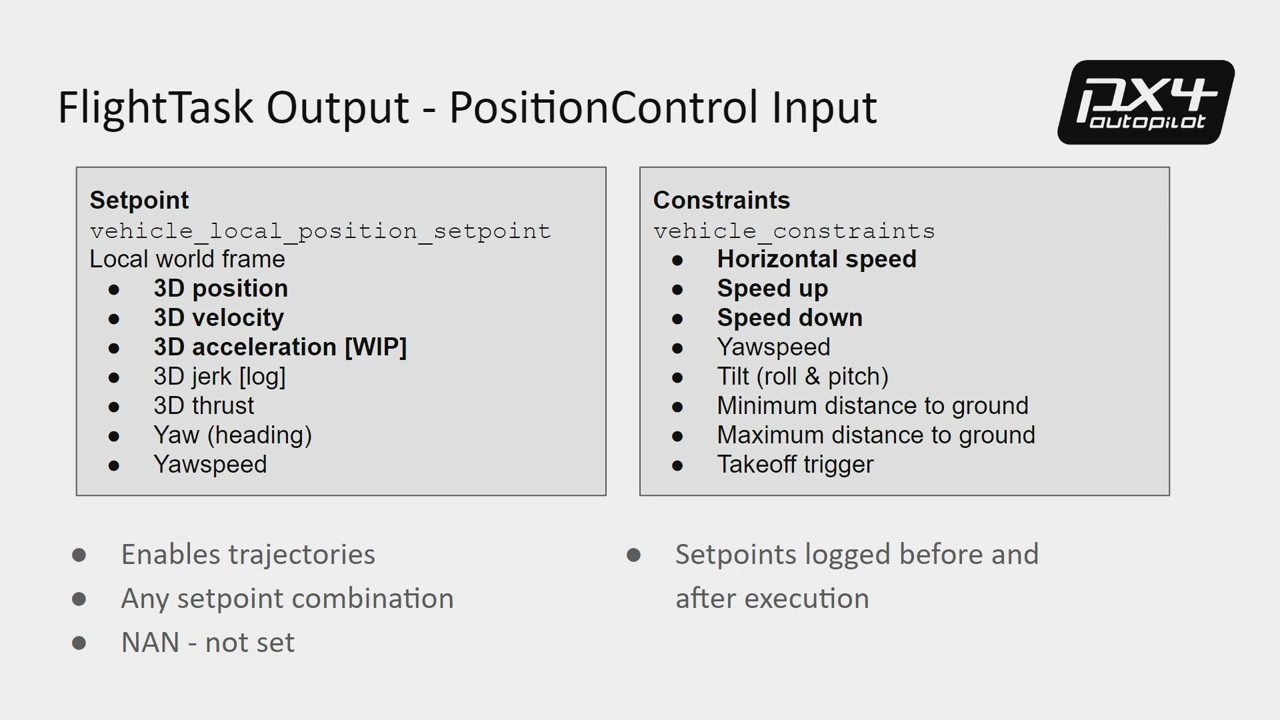 FlightTask Output - PositionControl Input
px4
autopilot
Setpoint
vehicle_local_position_setpoint
Local world frame
● 3D position
● 3D velocity
● 3D acceleration [WIP]
● 3D jerk [log]
● 3D thrust
● Yaw (heading)
● Yawspeed
Constraints
vehicle_constraints
● Horizontal speed
● Speed up
● Speed down
● Yawspeed
● Tilt (roll & pitch)
● Minimum distance to ground
● Maximum distance to ground
● Takeoff trigger
● Enables trajectories
● Any setpoint combination
● NAN - not set
● Setpoints logged before and
after execution